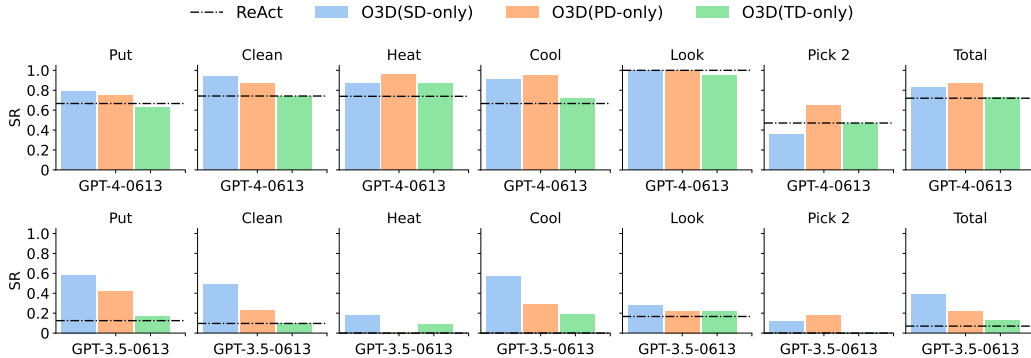 ReAct O3D(SD-only) O3D(PD-only) O3D(TD-only)
Put Clean Heat Cool Look Pick 2 Total
SR
1.0
0.8
0.6
0.4
0.2
0
GPT-4-0613 GPT-4-0613 GPT-4-0613 GPT-4-0613 GPT-4-0613 GPT-4-0613 GPT-4-0613
Put Clean Heat Cool Look Pick 2 Total
SR
1.0
0.8
0.6
0.4
0.2
0
GPT-3.5-0613 GPT-3.5-0613 GPT-3.5-0613 GPT-3.5-0613 GPT-3.5-0613 GPT-3.5-0613 GPT-3.5-0613